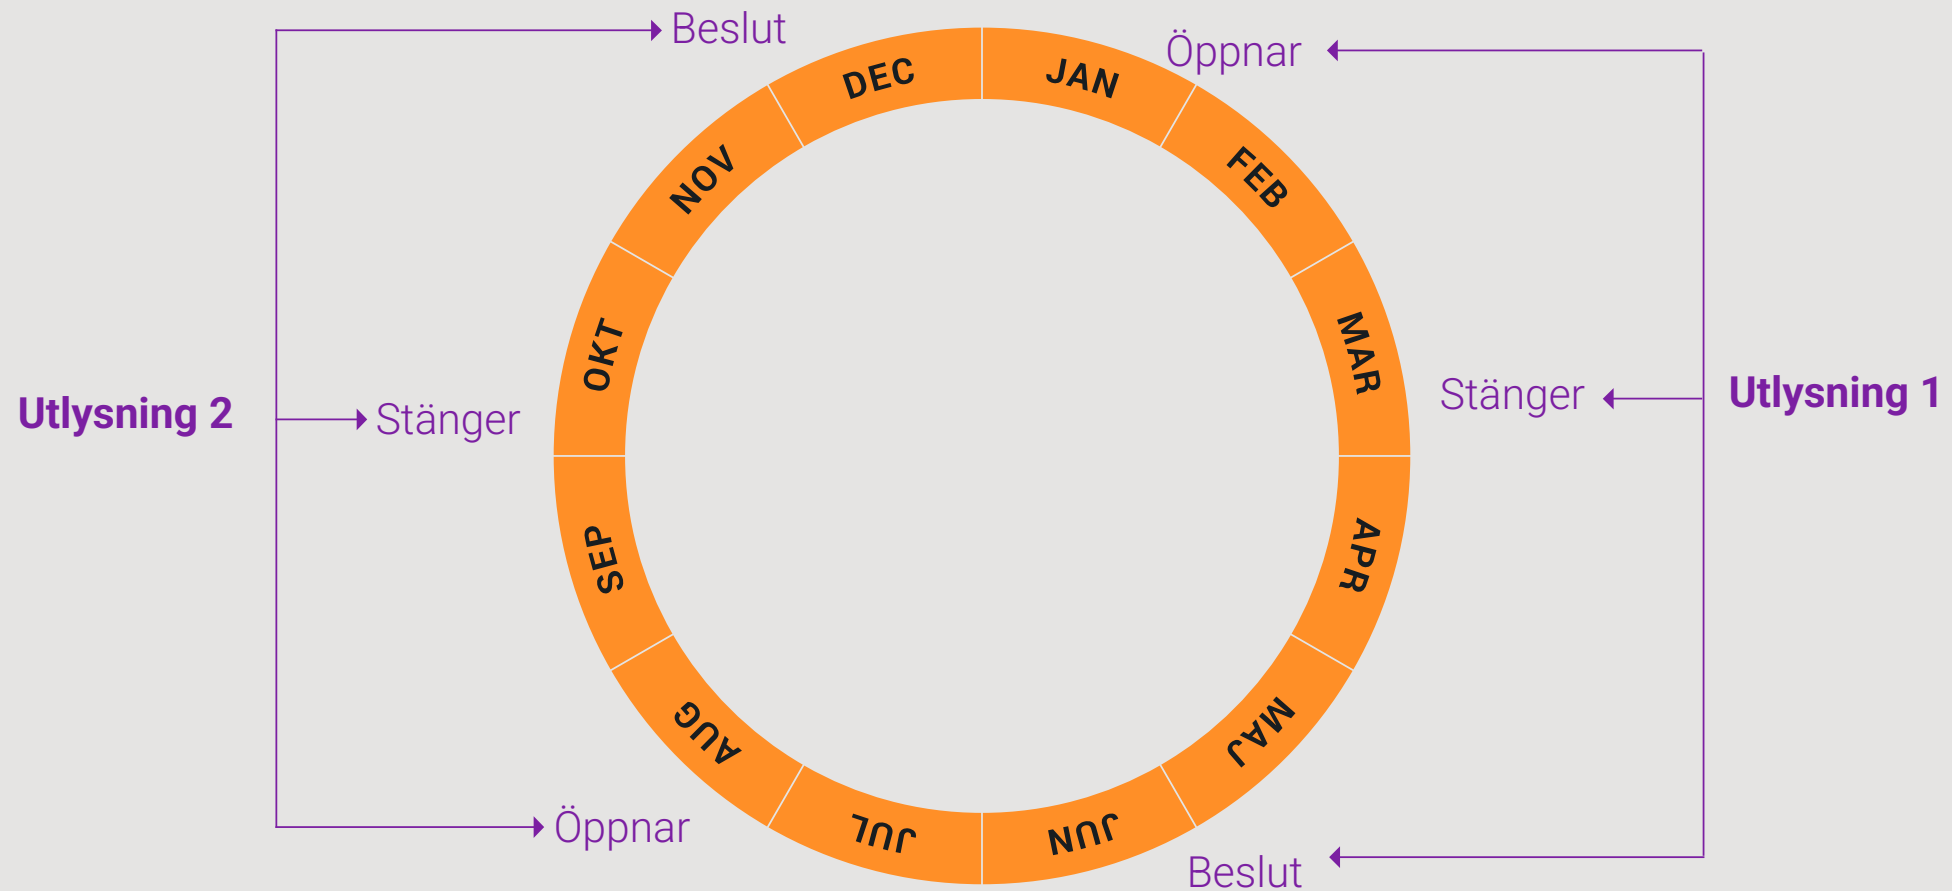 Beslut
Öppnar
DEC
JAN
NOV
FEB
OKT
MAR
Utlysning 2
Stänger
Stänger
Utlysning 1
SEP
APR
AUG
MAJ
Öppnar
JUL
JUN
Beslut